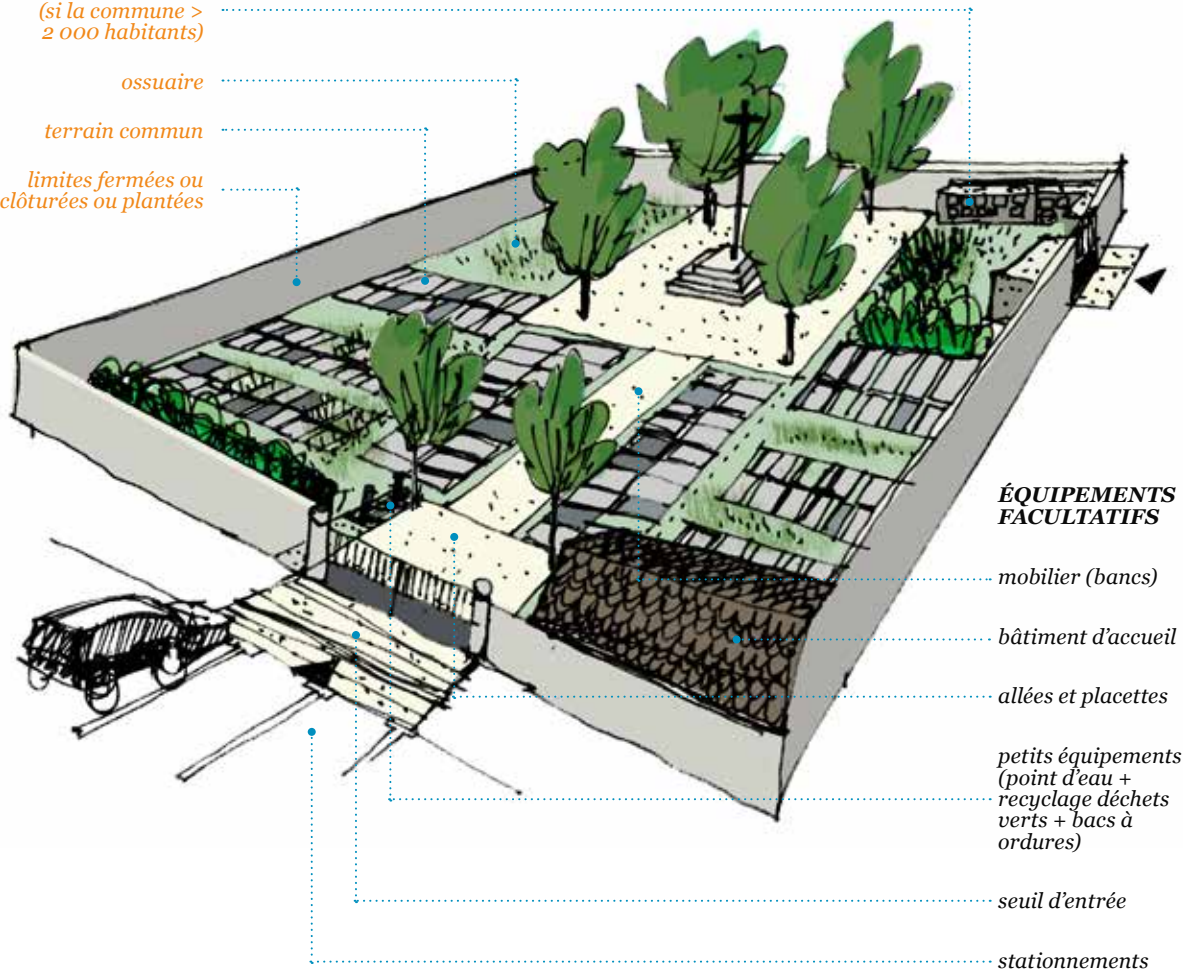 (si la commune >
2 000 habitants)
ossuaire
terrain commun
limites fermées ou
clôturées ou plantées
ÉQUIPEMENTS
FACULTATIFS
mobilier (bancs)
bâtiment d'accueil
allées et placettes
petits équipements
(point d'eau +
recyclage déchets
verts + bacs à
ordures)
seuil d'entrée
stationnements